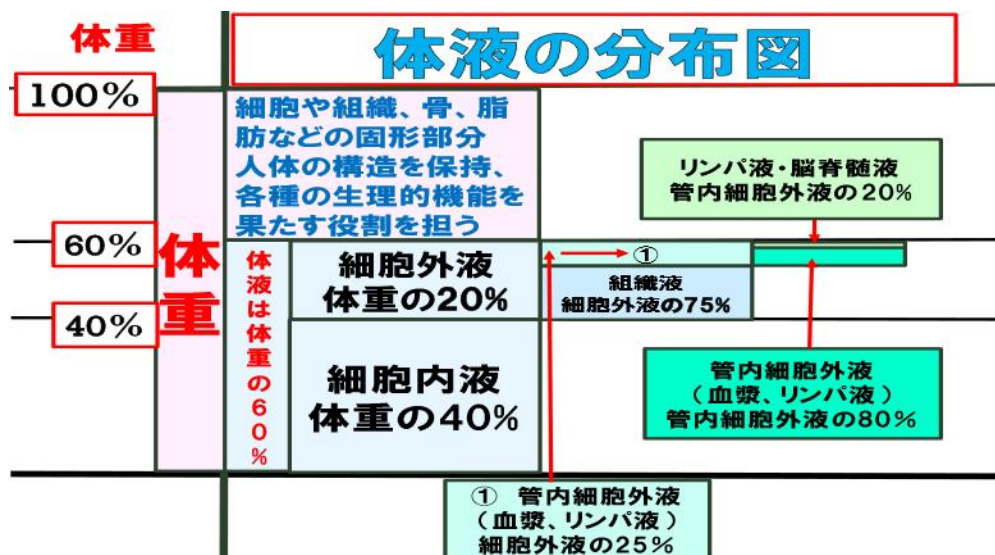 体重
体液の分布図
100%
細胞や組織、骨、脂
肪などの固形部分
人体の構造を保持、
各種の生理的機能を
果たす役割を担う
リンパ液・脳脊髄液
管内細胞外液の20%
60%
体重
体液は体重の60%
細胞外液
体重の20%
①
組織液
細胞外液の75%
40%
細胞内液
体重の40%
管内細胞外液
（血漿、リンパ液）
管内細胞外液の80%
① 管内細胞外液
（血漿、リンパ液）
細胞外液の25%